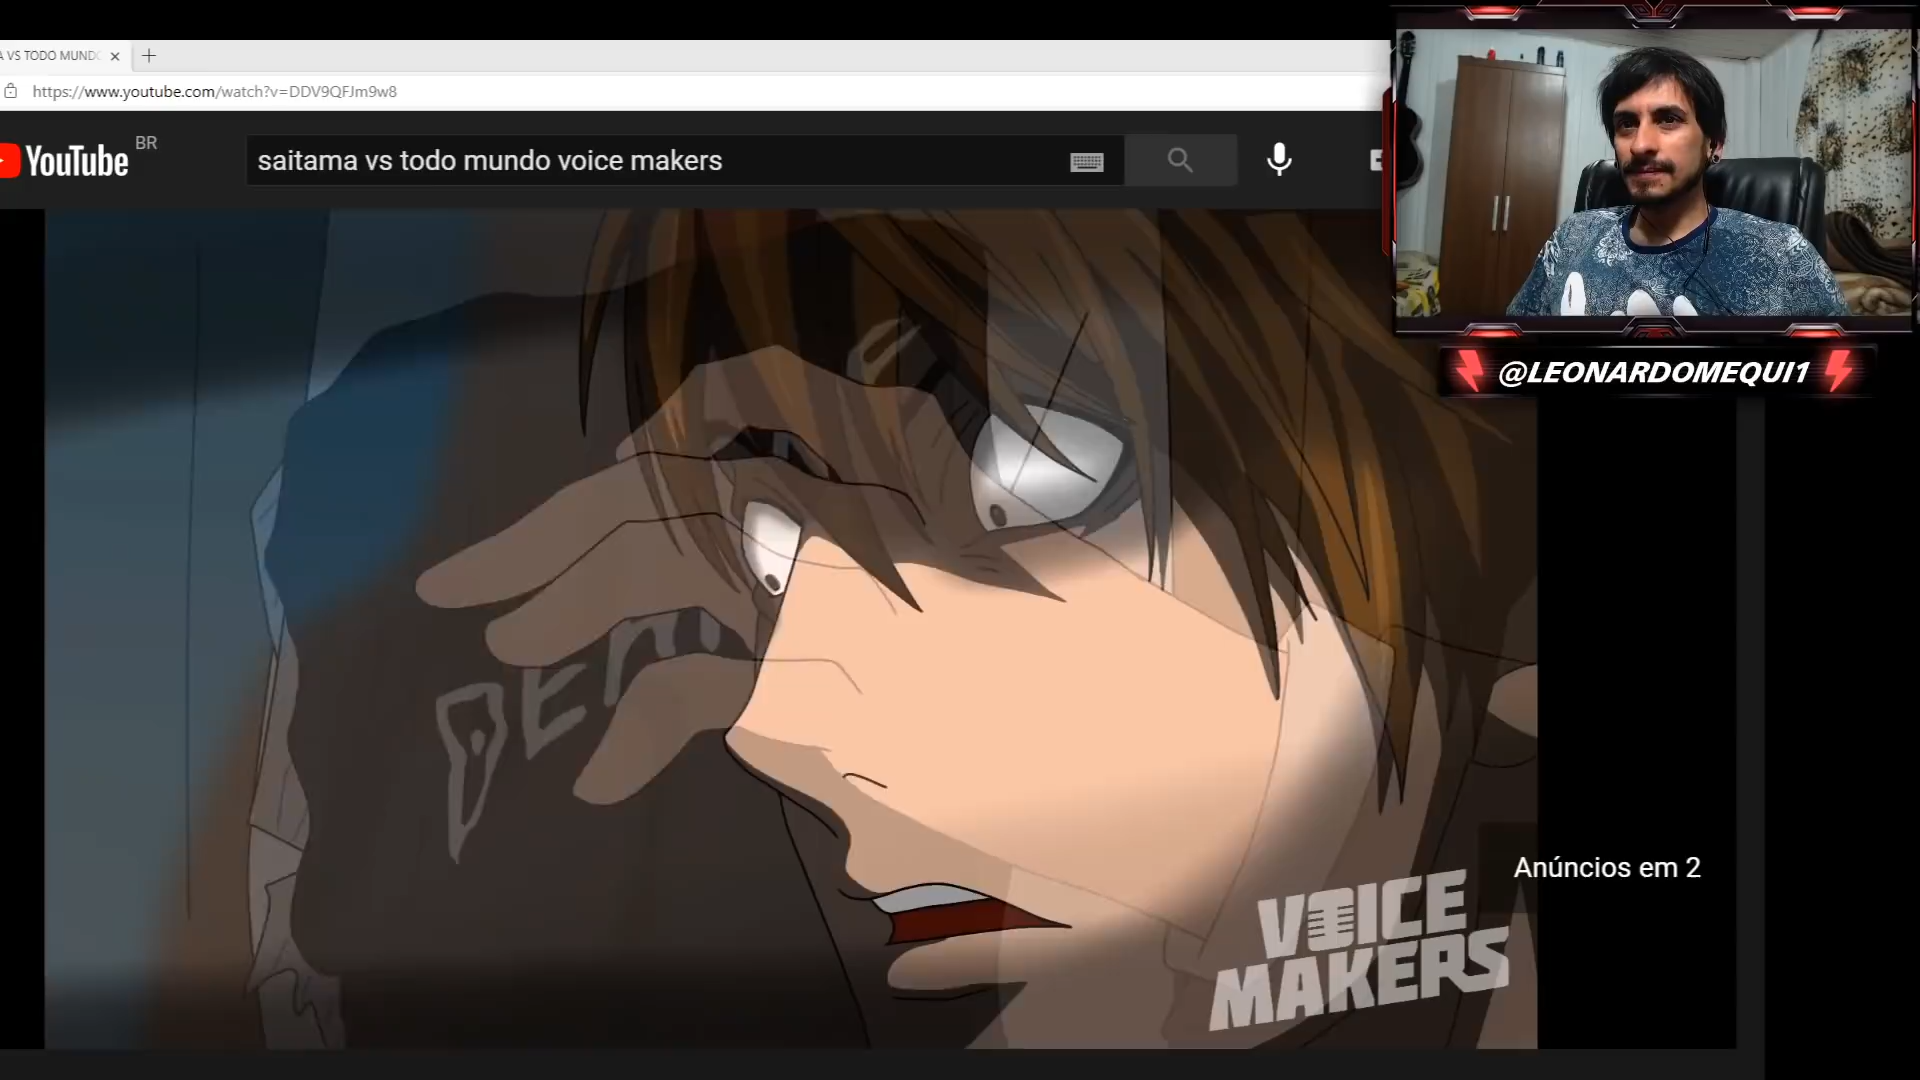 A VS TODO MUNDO
https://www.youtube.com/watch?v=DDV9QFJm9w8
YouTube BR
saitama vs todo mundo voice makers
@LEONARDOMEQUI1
DEAT
Anúncios em 2
VOICE
MAKERS